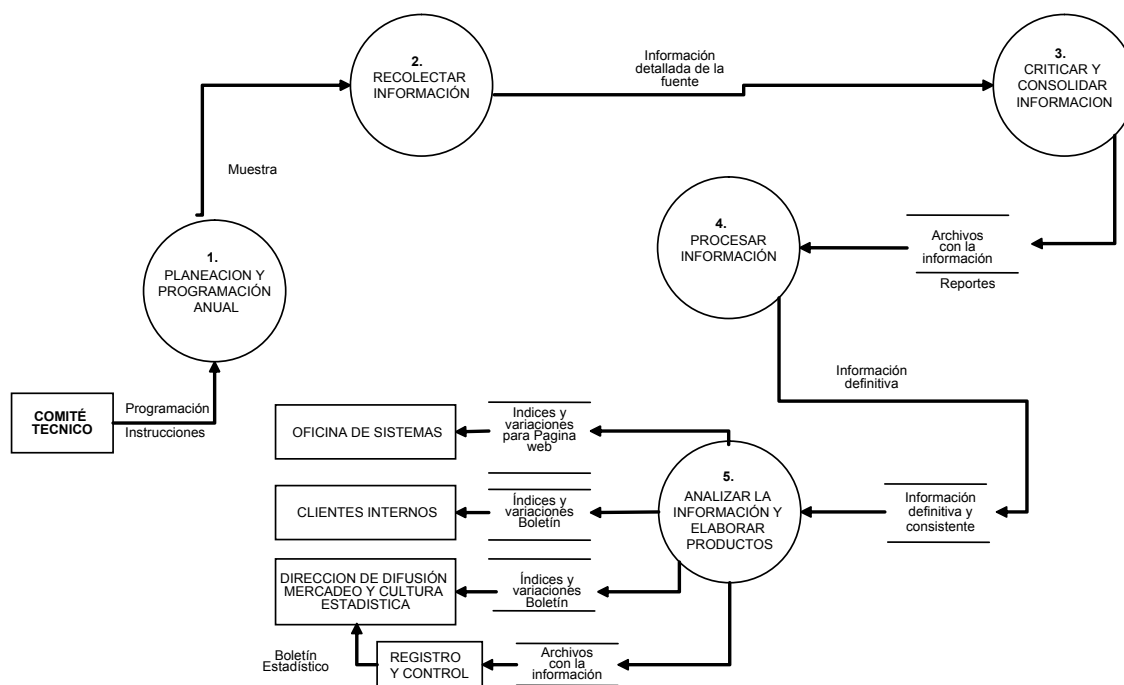 2.
RECOLECTAR
INFORMACIÓN
Información
detallada de la
fuente
3.
CRITICAR Y
CONSOLIDAR
INFORMACION
Muestra
1.
PLANEACION Y
PROGRAMACIÓN
ANUAL
4.
PROCESAR
INFORMACIÓN
Archivos
con la
información
Reportes
COMITÉ
TECNICO
Programación
Instrucciones
Información
definitiva
OFICINA DE SISTEMAS
Indices y
variaciones
para Pagina
web
5.
ANALIZAR LA
INFORMACIÓN Y
ELABORAR
PRODUCTOS
Información
definitiva y
consistente
CLIENTES INTERNOS
Índices y
variaciones
Boletín
DIRECCION DE DIFUSIÓN
MERCADEO Y CULTURA
ESTADISTICA
Índices y
variaciones
Boletín
Boletín
Estadístico
REGISTRO
Y CONTROL
Archivos
con la
información